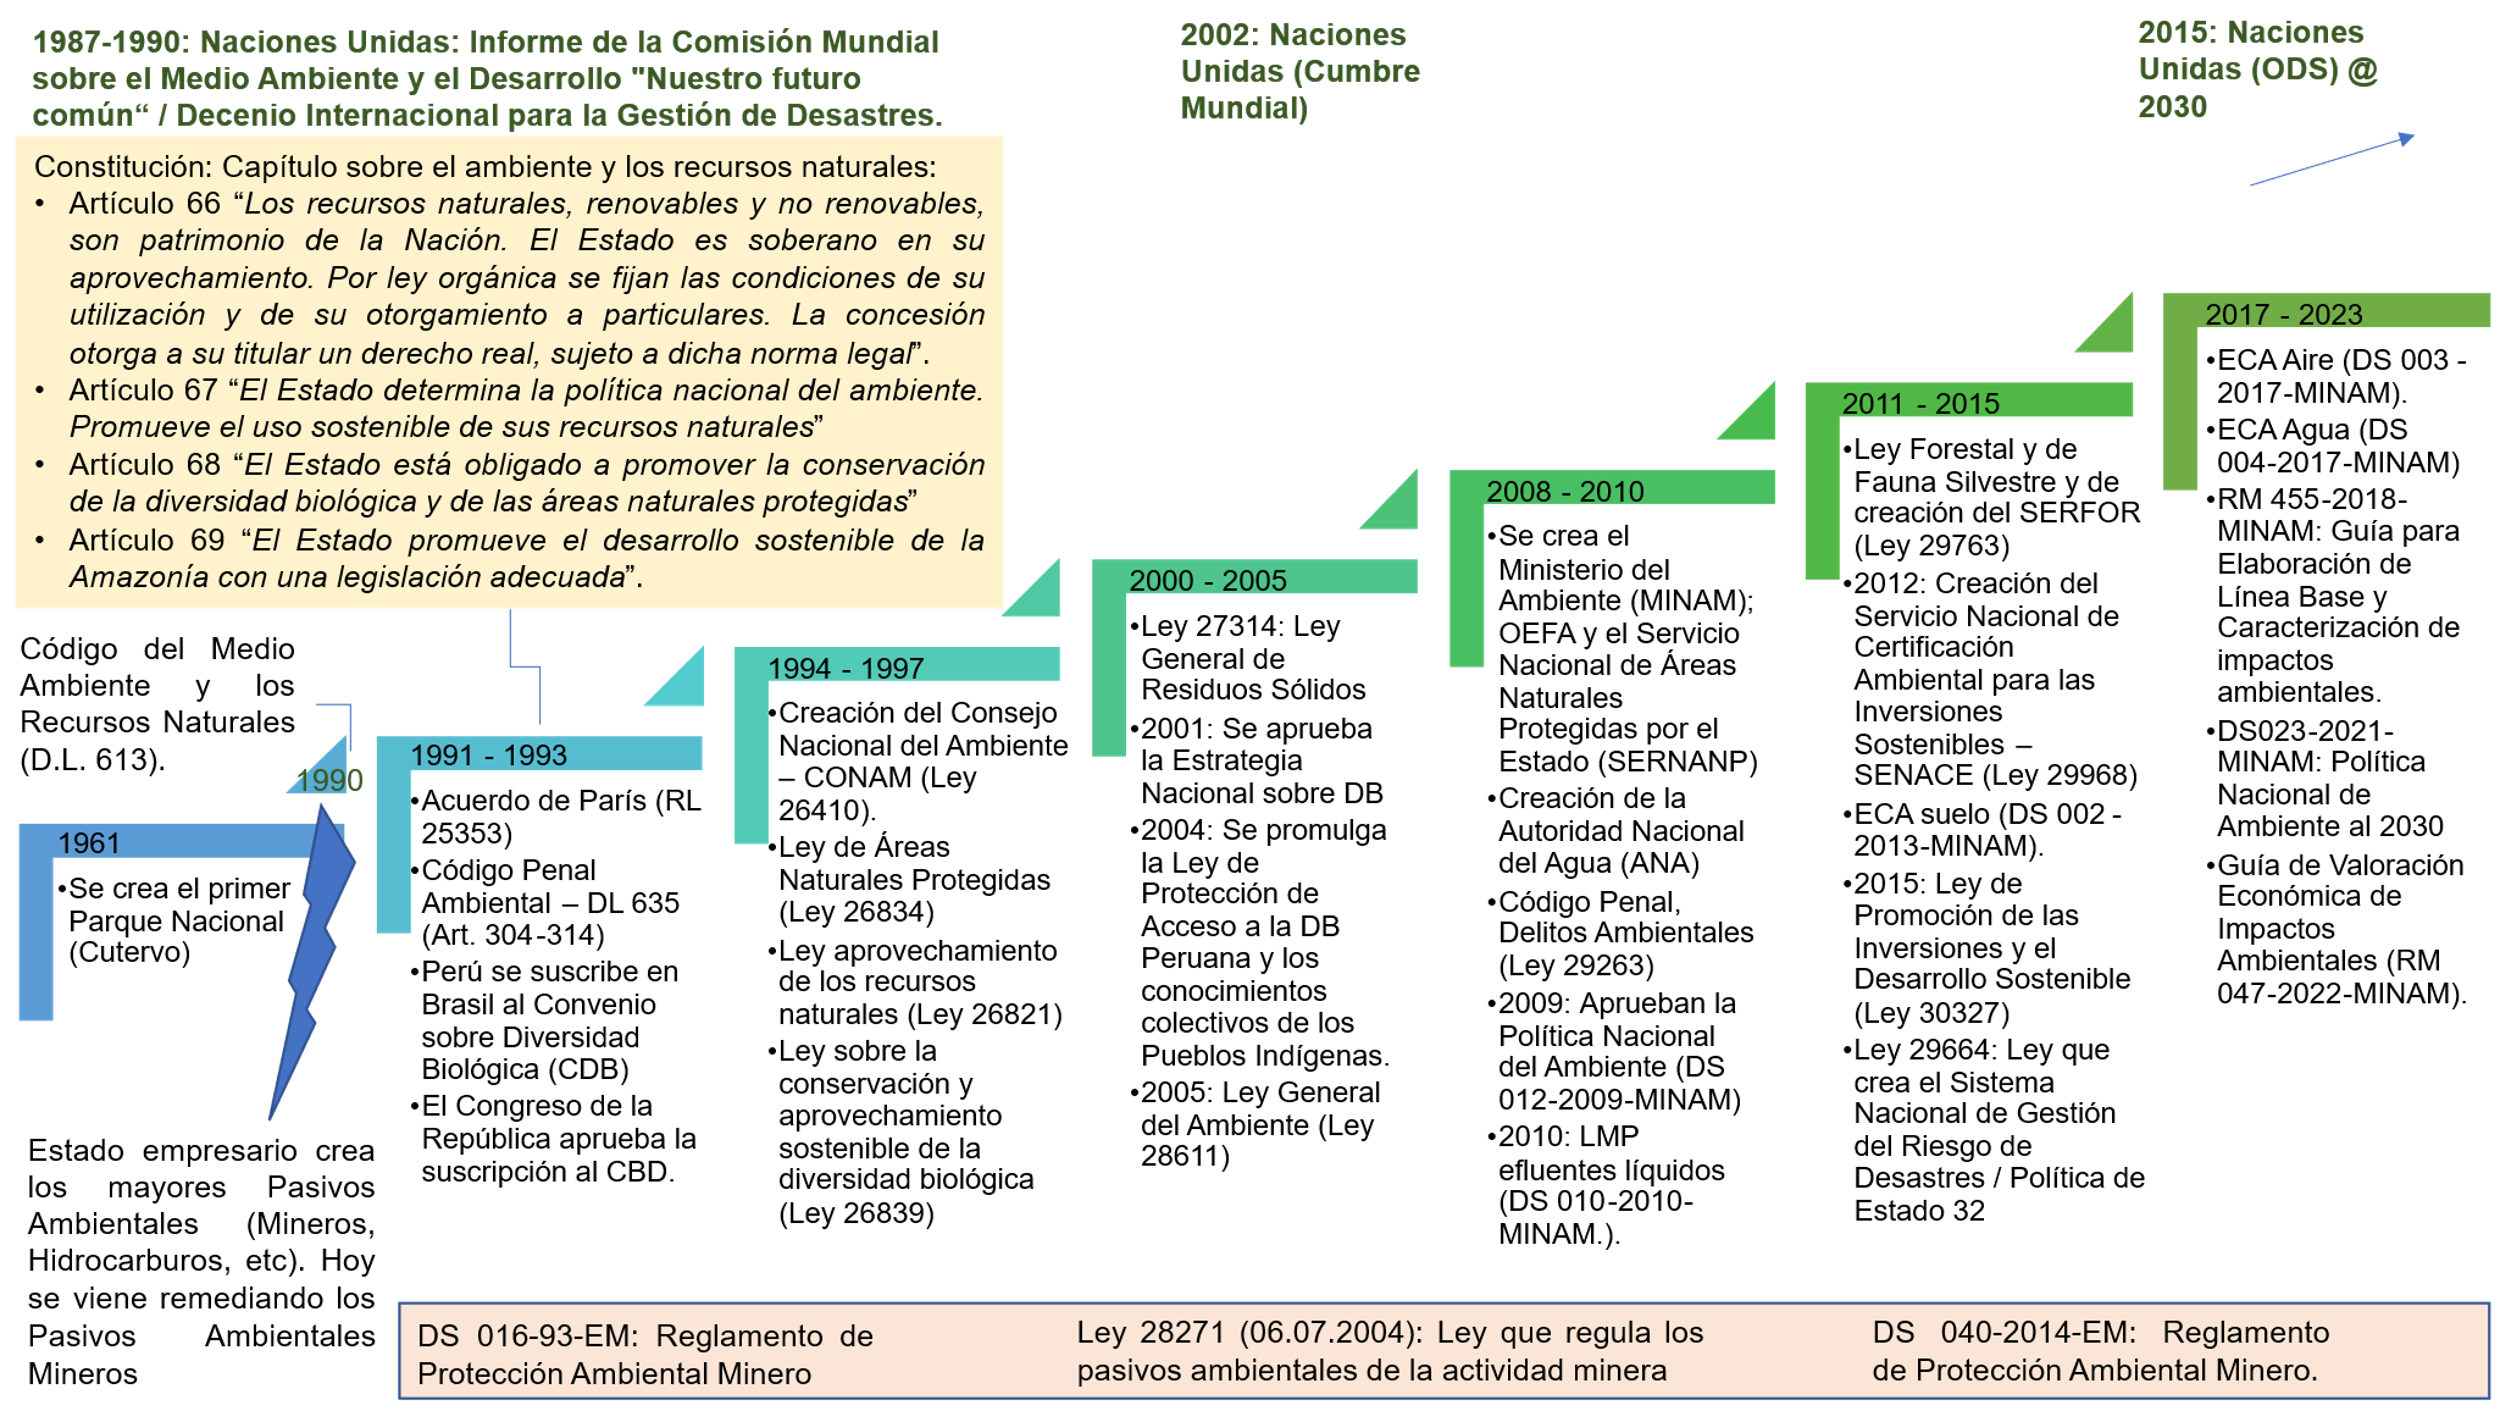 1987-1990: Naciones Unidas: Informe de la Comisión Mundial
sobre el Medio Ambiente y el Desarrollo "Nuestro futuro
común“ / Decenio Internacional para la Gestión de Desastres.
2002: Naciones
Unidas (Cumbre
Mundial)
2015: Naciones
Unidas (ODS) @
2030
Constitución: Capítulo sobre el ambiente y los recursos naturales:
• Artículo 66 “Los recursos naturales, renovables y no renovables,
son patrimonio de la Nación. El Estado es soberano en su
aprovechamiento. Por ley orgánica se fijan las condiciones de su
utilización y de su otorgamiento a particulares. La concesión
otorga a su titular un derecho real, sujeto a dicha norma legal”.
• Artículo 67 “El Estado determina la política nacional del ambiente.
Promueve el uso sostenible de sus recursos naturales”
• Artículo 68 “El Estado está obligado a promover la conservación
de la diversidad biológica y de las áreas naturales protegidas”
• Artículo 69 “El Estado promueve el desarrollo sostenible de la
Amazonía con una legislación adecuada”.
Código del Medio
Ambiente y los
Recursos Naturales
(D.L. 613).
1990
1961
•Se crea el primer
Parque Nacional
(Cutervo)
Estado empresario crea
los mayores Pasivos
Ambientales (Mineros,
Hidrocarburos, etc). Hoy
se viene remediando los
Pasivos Ambientales
Mineros
1991 - 1993
•Acuerdo de París (RL
25353)
•Código Penal
Ambiental – DL 635
(Art. 304-314)
•Perú se suscribe en
Brasil al Convenio
sobre Diversidad
Biológica (CDB)
•El Congreso de la
República aprueba la
suscripción al CBD.
1994 - 1997
•Creación del Consejo
Nacional del Ambiente
– CONAM (Ley
26410).
•Ley de Áreas
Naturales Protegidas
(Ley 26834)
•Ley aprovechamiento
de los recursos
naturales (Ley 26821)
•Ley sobre la
conservación y
aprovechamiento
sostenible de la
diversidad biológica
(Ley 26839)
2000 - 2005
•Ley 27314: Ley
General de
Residuos Sólidos
•2001: Se aprueba
la Estrategia
Nacional sobre DB
•2004: Se promulga
la Ley de
Protección de
Acceso a la DB
Peruana y los
conocimientos
colectivos de los
Pueblos Indígenas.
•2005: Ley General
del Ambiente (Ley
28611)
2008 - 2010
•Se crea el
Ministerio del
Ambiente (MINAM);
OEFA y el Servicio
Nacional de Áreas
Naturales
Protegidas por el
Estado (SERNANP)
•Creación de la
Autoridad Nacional
del Agua (ANA)
•Código Penal,
Delitos Ambientales
(Ley 29263)
•2009: Aprueban la
Política Nacional
del Ambiente (DS
012-2009-MINAM)
•2010: LMP
efluentes líquidos
(DS 010-2010-
MINAM.).
2011 - 2015
•Ley Forestal y de
Fauna Silvestre y de
creación del SERFOR
(Ley 29763)
•2012: Creación del
Servicio Nacional de
Certificación
Ambiental para las
Inversiones
Sostenibles –
SENACE (Ley 29968)
•ECA suelo (DS 002 -
2013-MINAM).
•2015: Ley de
Promoción de las
Inversiones y el
Desarrollo Sostenible
(Ley 30327)
•Ley 29664: Ley que
crea el Sistema
Nacional de Gestión
del Riesgo de
Desastres / Política de
Estado 32
2017 - 2023
•ECA Aire (DS 003 -
2017-MINAM).
•ECA Agua (DS
004-2017-MINAM)
•RM 455-2018-
MINAM: Guía para
Elaboración de
Línea Base y
Caracterización de
impactos
ambientales.
•DS023-2021-
MINAM: Política
Nacional de
Ambiente al 2030
•Guía de Valoración
Económica de
Impactos
Ambientales (RM
047-2022-MINAM).
DS 016-93-EM: Reglamento de
Protección Ambiental Minero
Ley 28271 (06.07.2004): Ley que regula los
pasivos ambientales de la actividad minera
DS 040-2014-EM: Reglamento
de Protección Ambiental Minero.